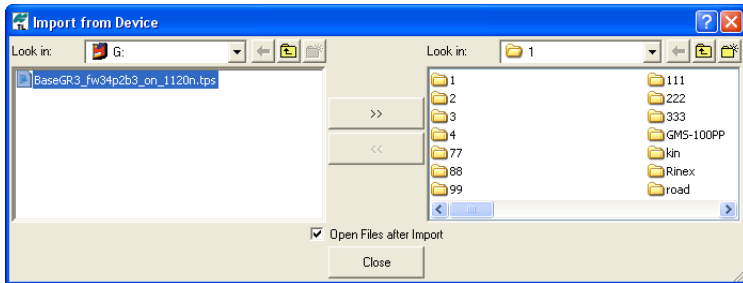 Import from Device
Look in: G: Look in: 1
BaseGR3_fw34p2b3_on_1120n.tps
1 111
2 222
3 333
4 GMS-100PP
77 kin
88 Rinex
99 road
>>
<<
Open Files after Import
Close